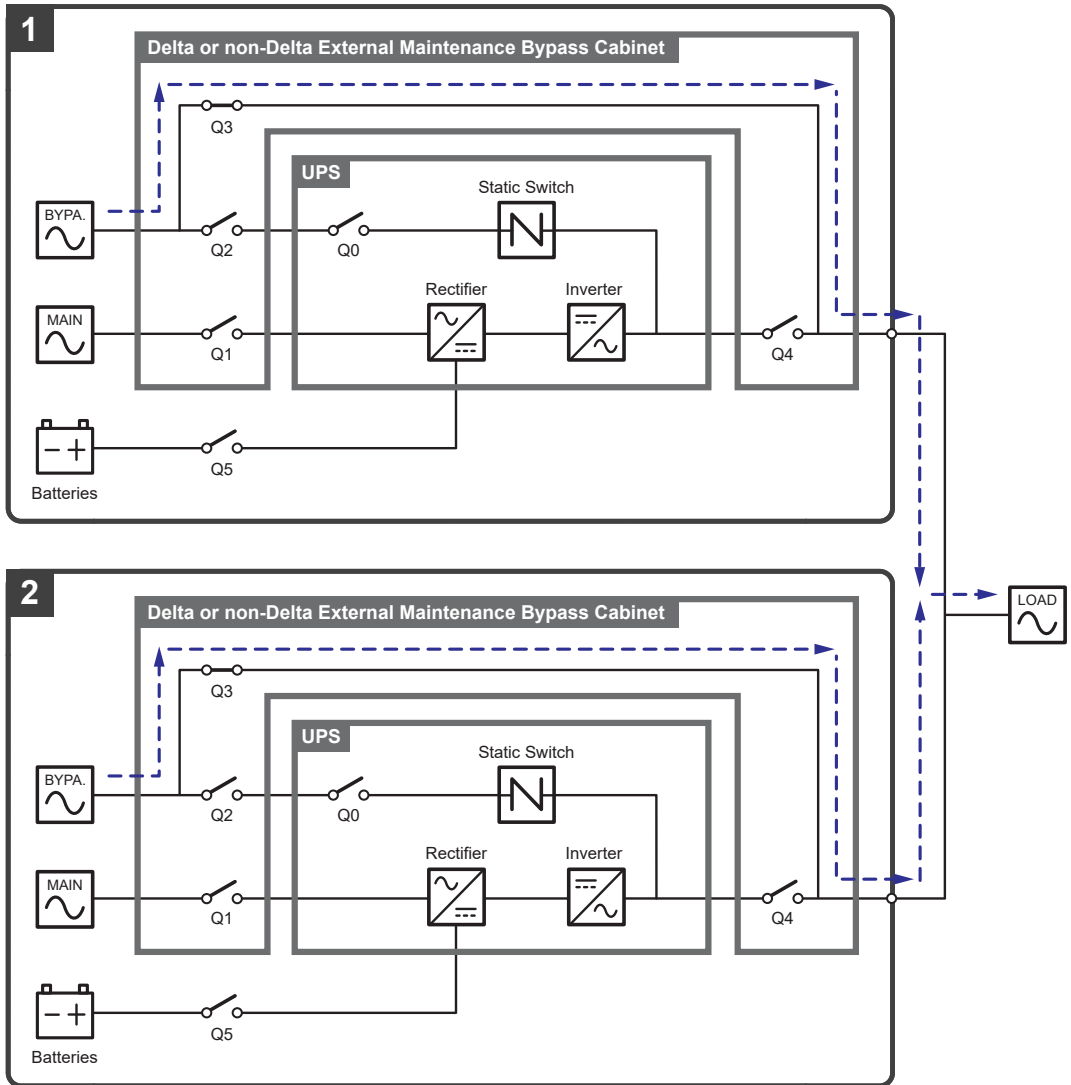 1
Delta or non-Delta External Maintenance Bypass Cabinet
Q3
UPS
Static Switch
BYPA.
Q2
Q0
Rectifier
Inverter
MAIN
Q1
Q4
Q5
Batteries
2
Delta or non-Delta External Maintenance Bypass Cabinet
LOAD
Q3
UPS
Static Switch
BYPA.
Q2
Q0
Rectifier
Inverter
MAIN
Q1
Q4
Q5
Batteries